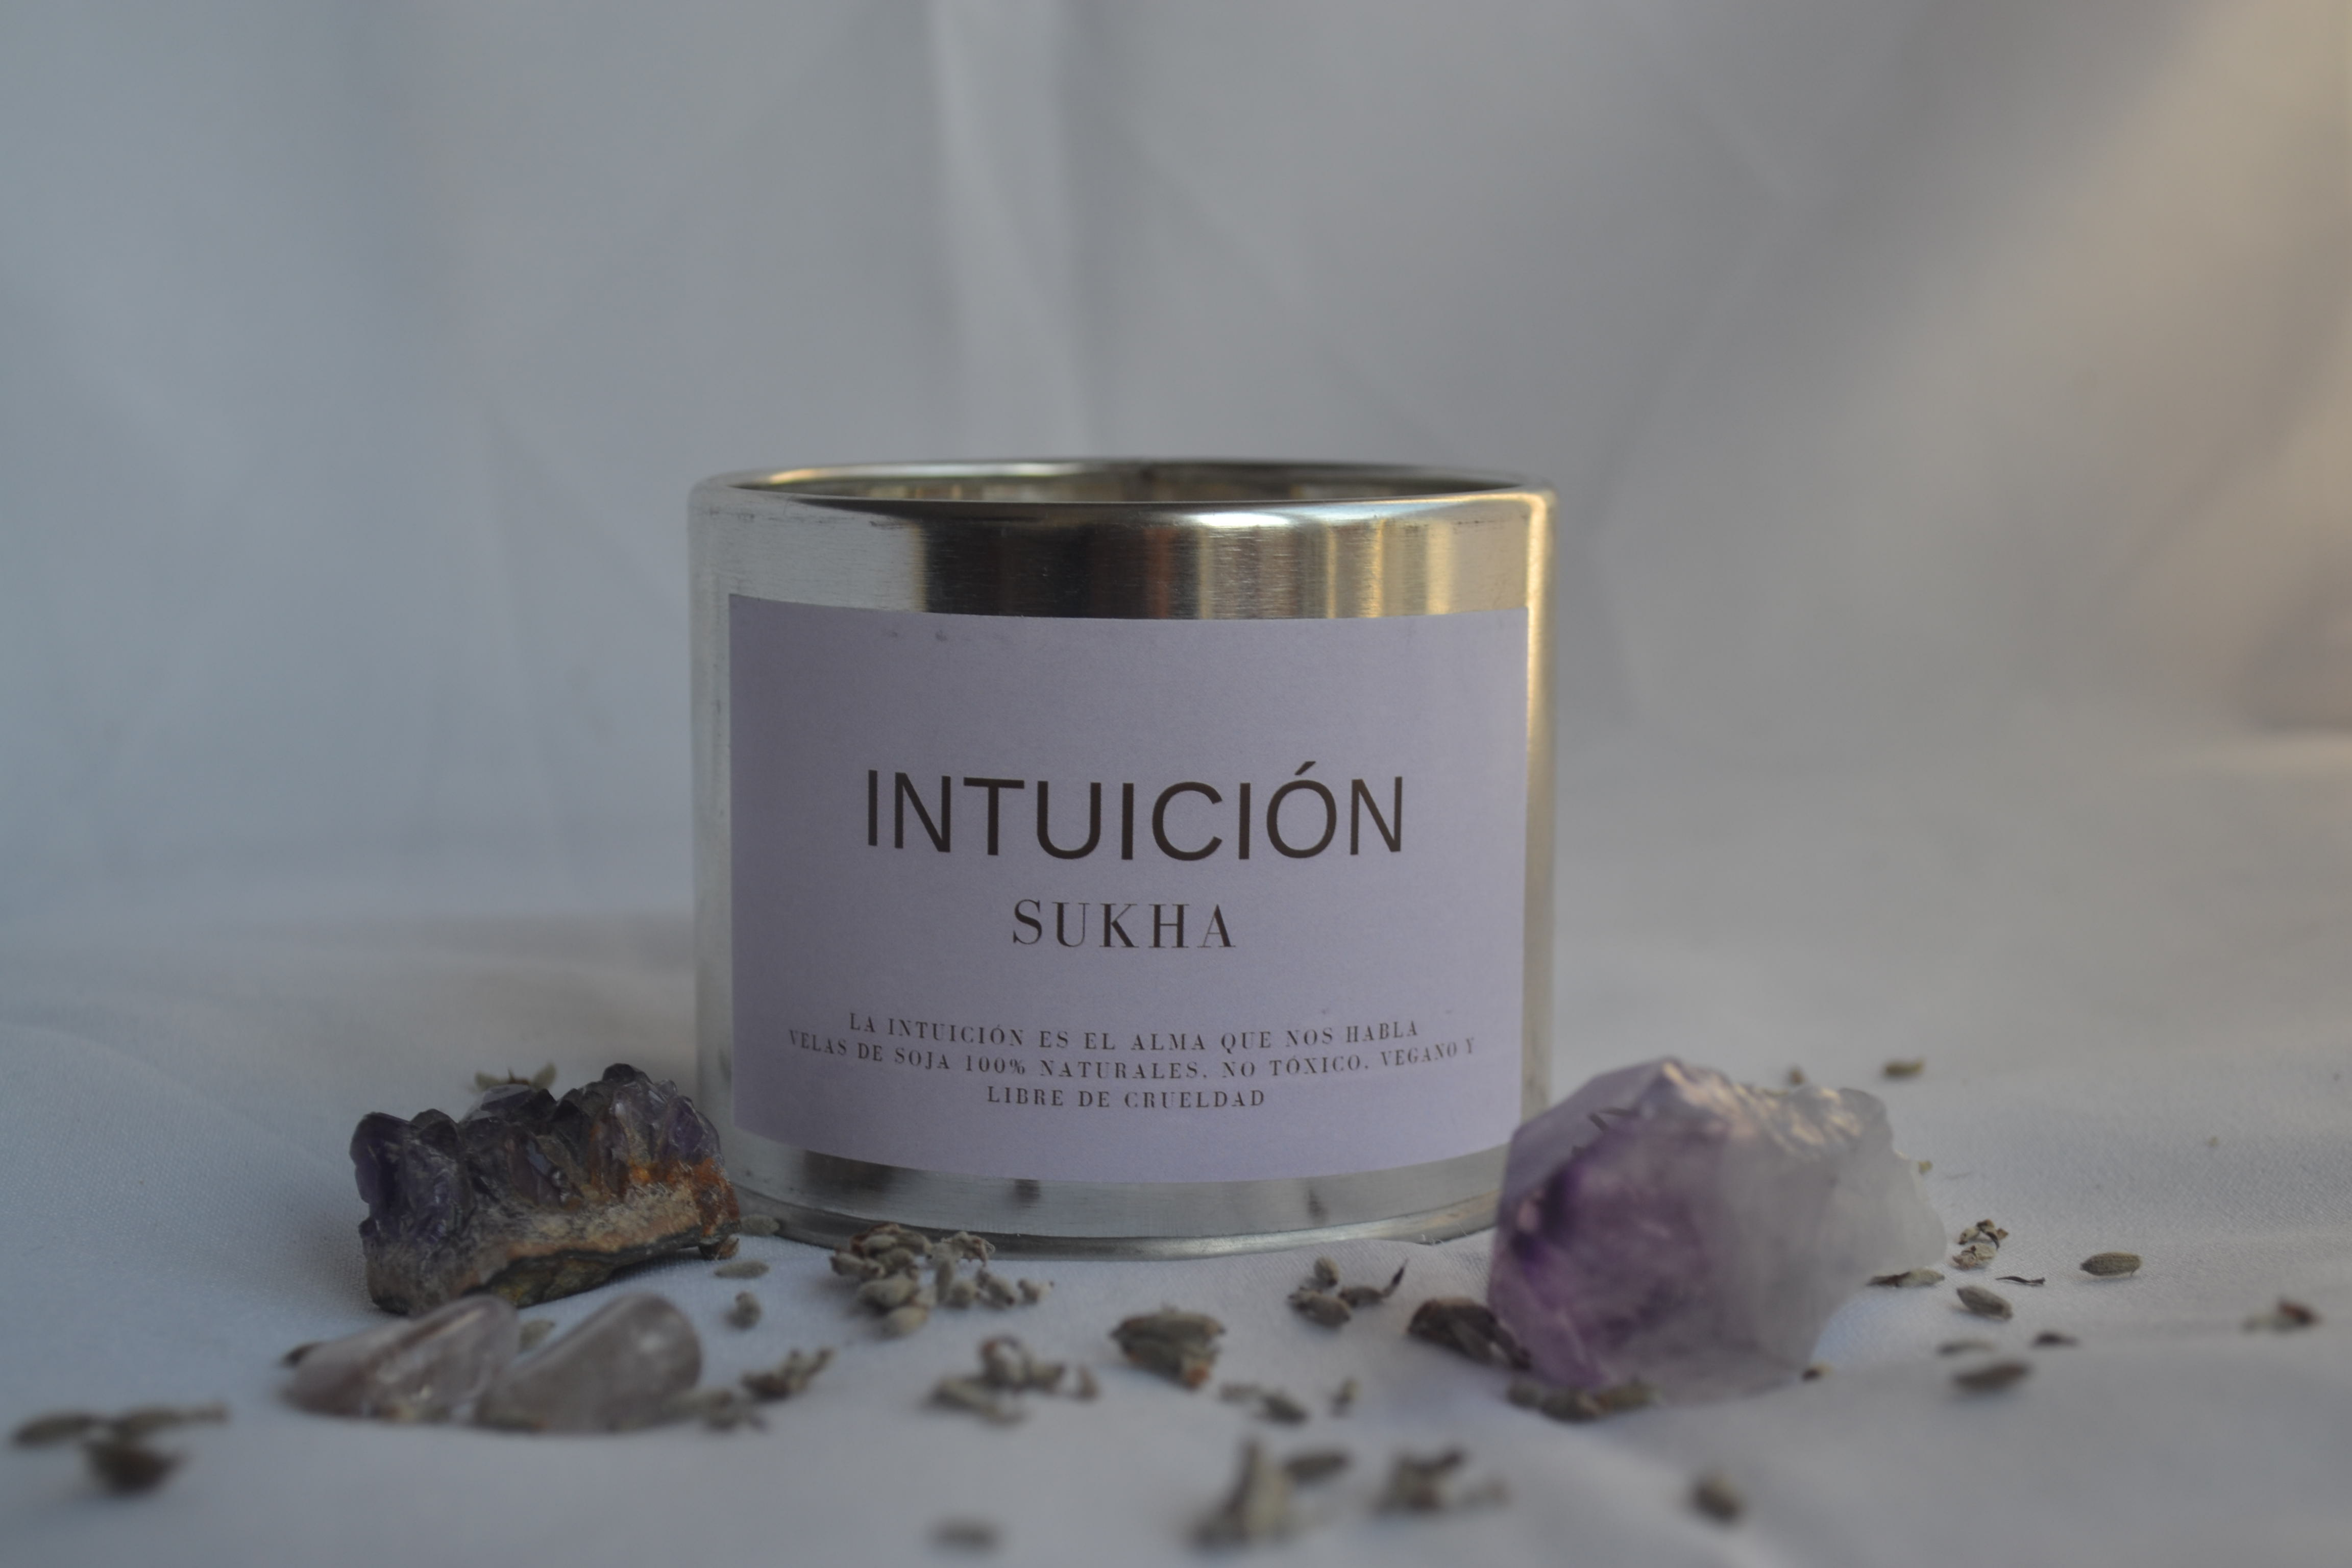 INTUICIÓN
SUKHA
LA INTUICIÓN ES EL ALMA QUE NOS HABLA
VELAS DE SOJA 100% NATURALES. NO TÓXICO. VEGANO Y
LIBRE DE CRUELDAD